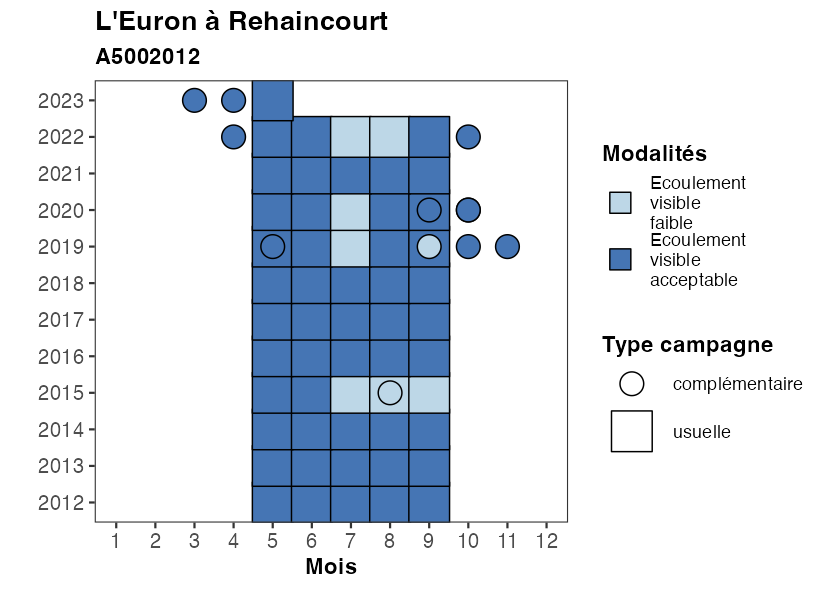 L'Euron à Rehaincourt
A5002012
2023
2022
2021
2020
2019
2018
2017
2016
2015
2014
2013
2012
1 2 3 4 5 6 7 8 9 10 11 12
Mois
Modalités
Ecoulement
visible
faible
Ecoulement
visible
acceptable
Type campagne
complémentaire
usuelle